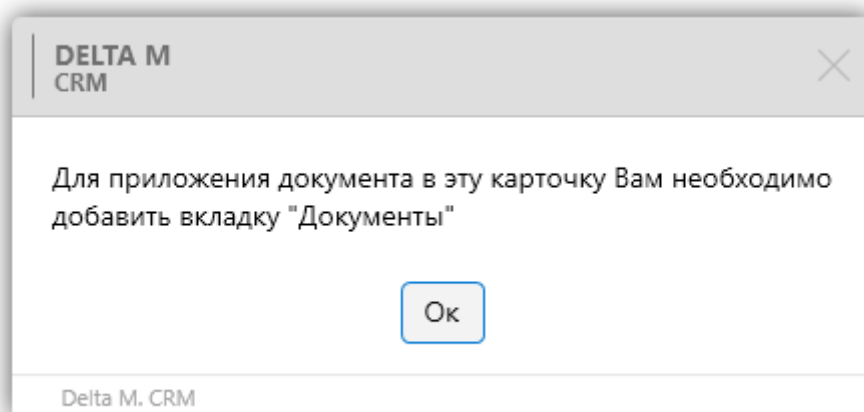 DELTA M
CRM
Для приложения документа в эту карточку Вам необходимо
добавить вкладку "Документы"
Ок
Delta M. CRM